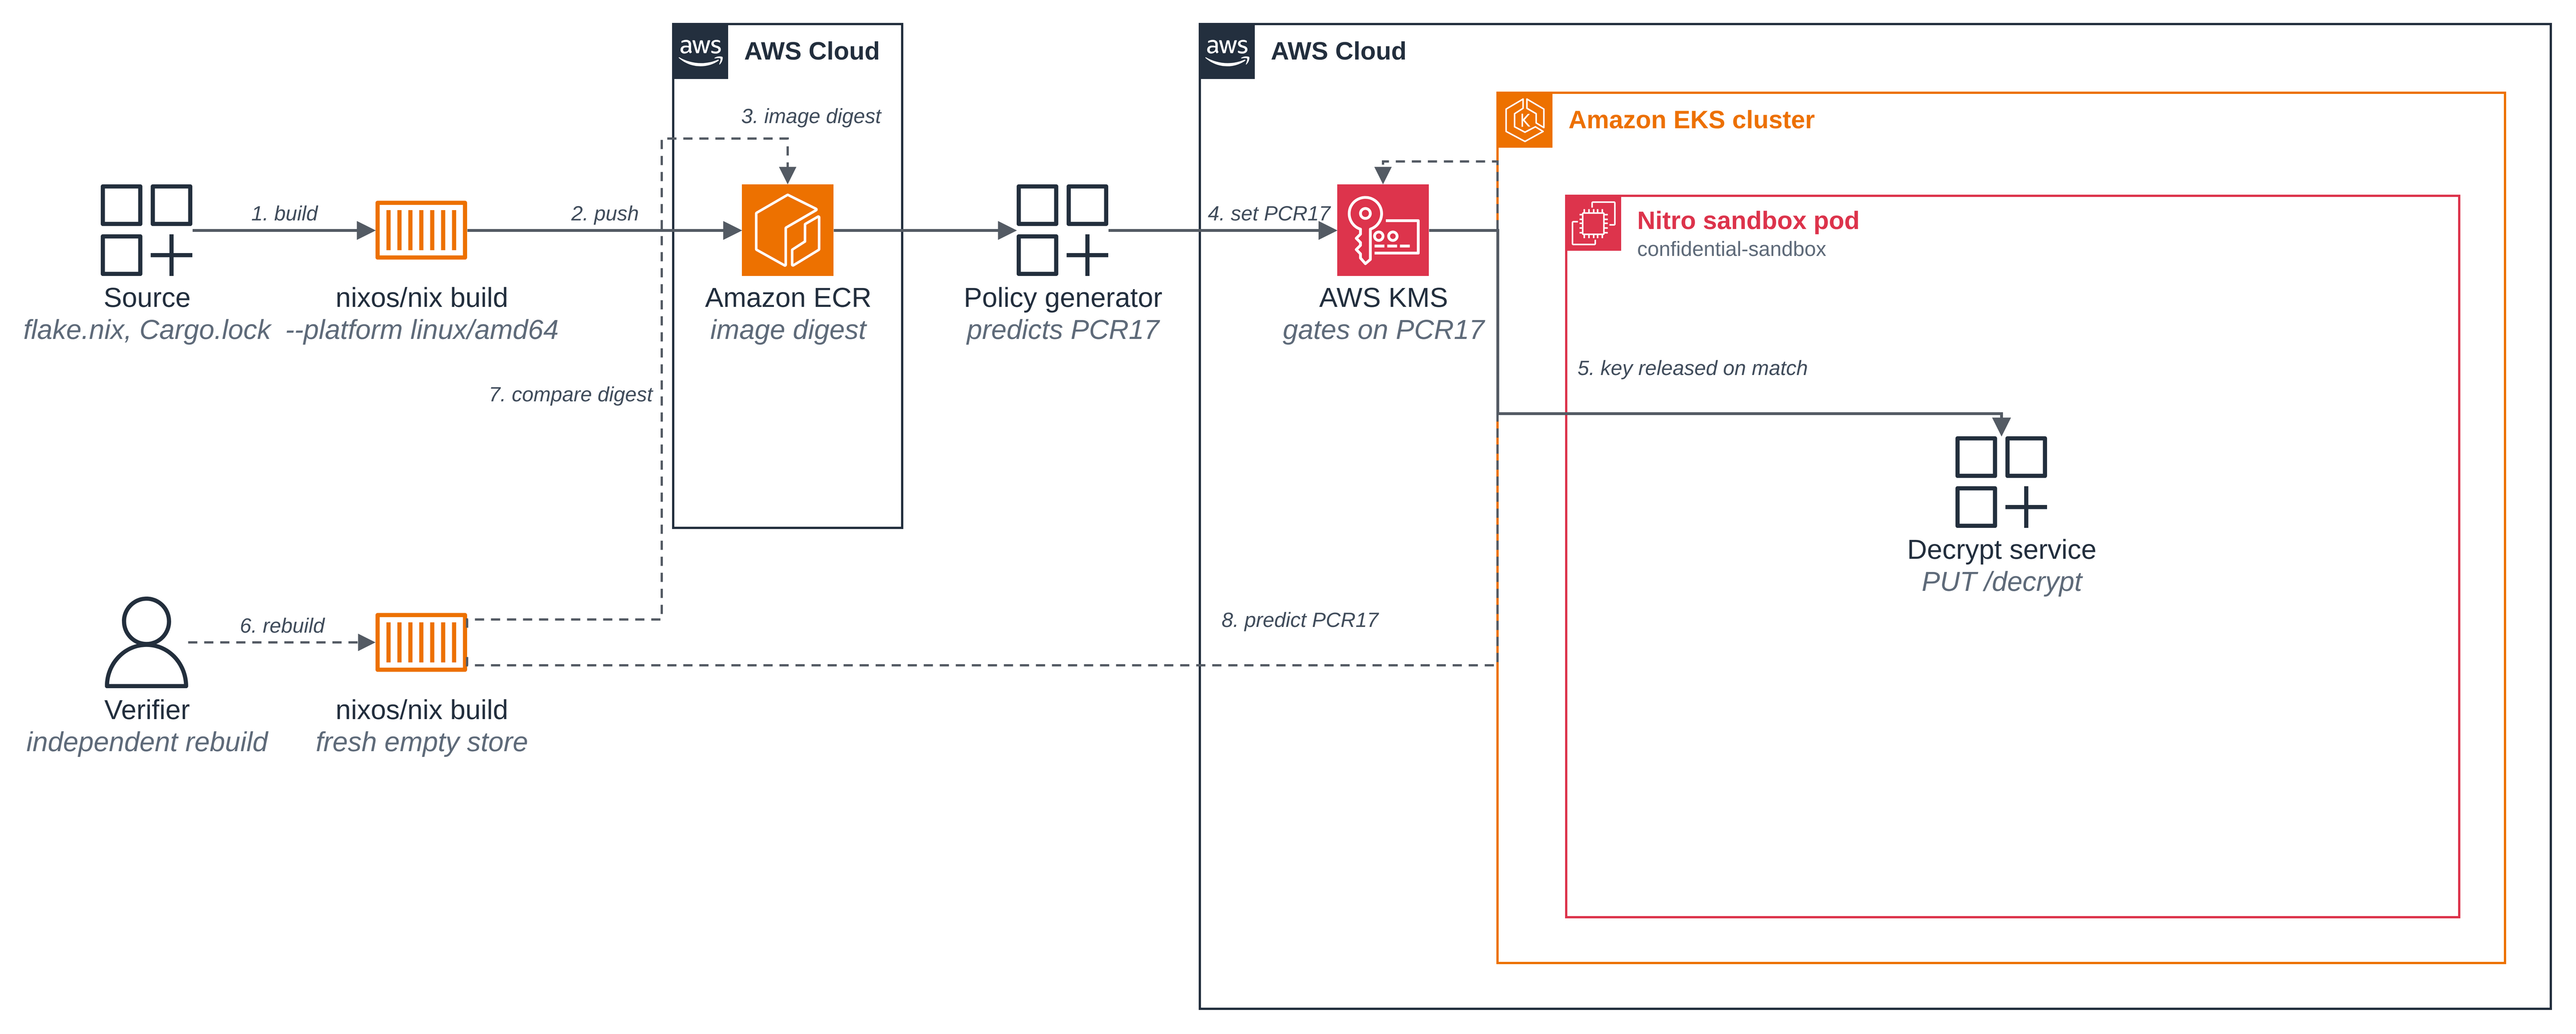 aws
AWS Cloud
aws
AWS Cloud
3. image digest
K
Amazon EKS cluster
1. build
2. push
4. set PCR17
Nitro sandbox pod
confidential-sandbox
Source
flake.nix, Cargo.lock
nixos/nix build
--platform linux/amd64
Amazon ECR
image digest
Policy generator
predicts PCR17
AWS KMS
gates on PCR17
7. compare digest
5. key released on match
Decrypt service
PUT /decrypt
6. rebuild
8. predict PCR17
Verifier
independent rebuild
nixos/nix build
fresh empty store